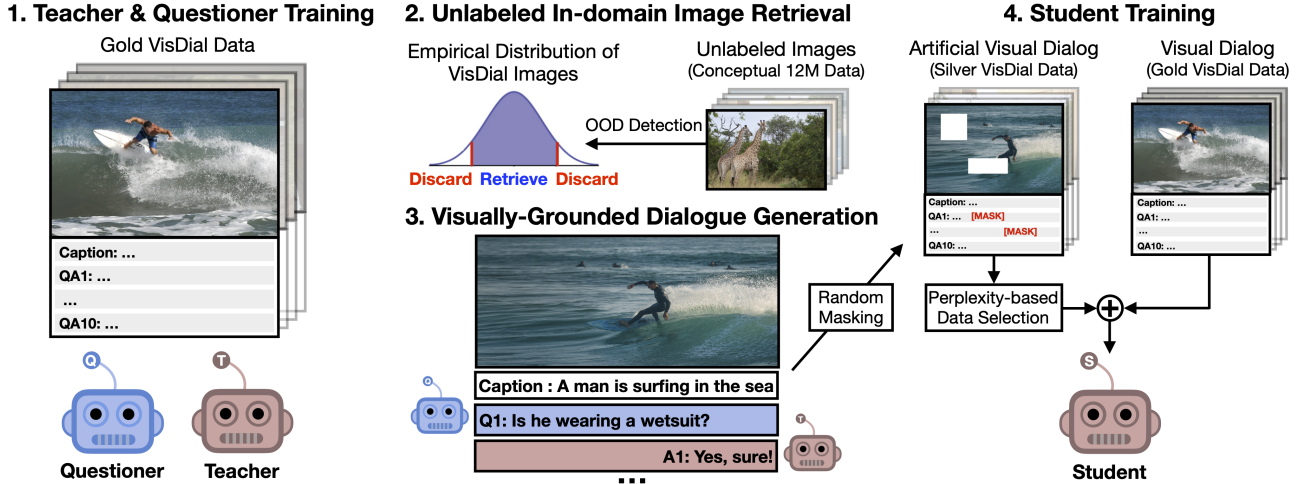 1. Teacher & Questioner Training
Gold VisDial Data
Caption: ...
QA1: ...
...
QA10: ...
Q
T
Questioner
Teacher
2. Unlabeled In-domain Image Retrieval
Empirical Distribution of
VisDial Images
Unlabeled Images
(Conceptual 12M Data)
OOD Detection
Discard
Retrieve
Discard
3. Visually-Grounded Dialogue Generation
Caption : A man is surfing in the sea
Q
Q1: Is he wearing a wetsuit?
T
A1: Yes, sure!
...
Random
Masking
4. Student Training
Artificial Visual Dialog
(Silver VisDial Data)
Caption: ...
QA1: ... [MASK]
... [MASK]
QA10: ...
Visual Dialog
(Gold VisDial Data)
Caption: ...
QA1: ...
...
QA10: ...
Perplexity-based
Data Selection
+
S
Student